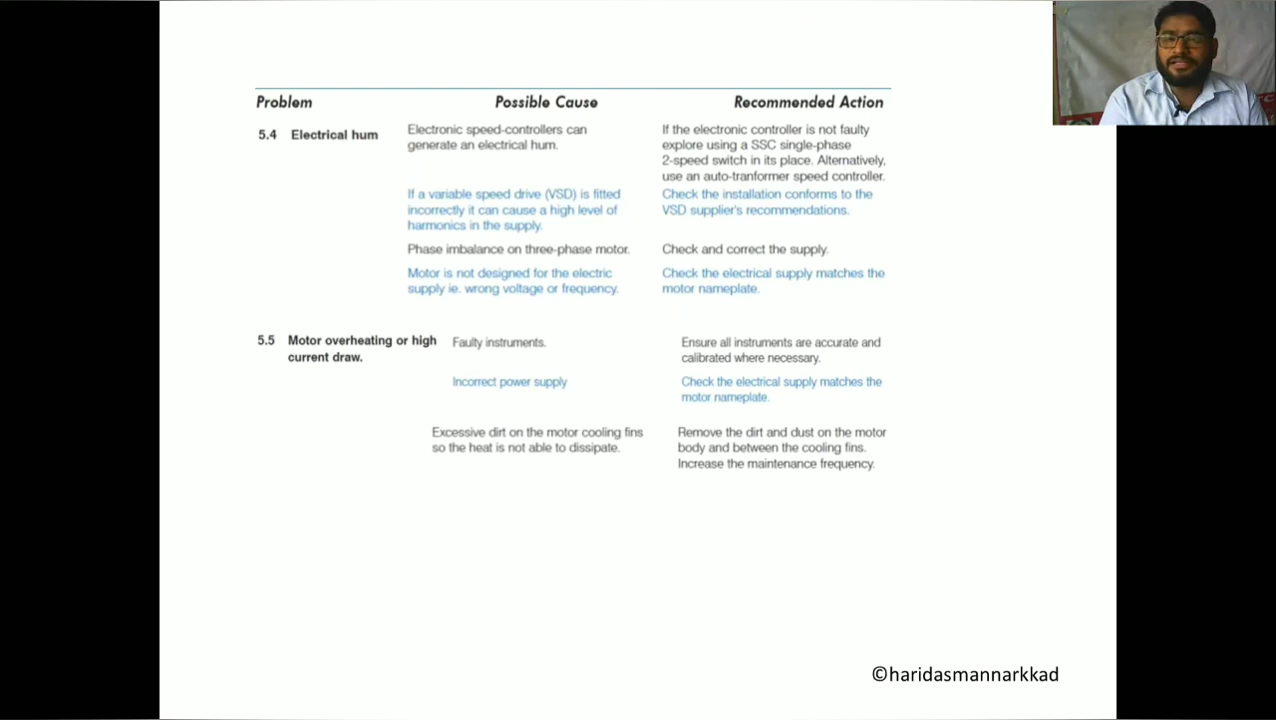 Problem Possible Cause Recommended Action
5.4 Electrical hum
Electronic speed-controllers can
generate an electrical hum.
If the electronic controller is not faulty
explore using a SSC single-phase
2-speed switch in its place. Alternatively,
use an auto-tranformer speed controller.
If a variable speed drive (VSD) is fitted
incorrectly it can cause a high level of
harmonics in the supply.
Check the installation conforms to the
VSD supplier's recommendations.
Phase imbalance on three-phase motor.
Check and correct the supply.
Motor is not designed for the electric
supply ie. wrong voltage or frequency.
Check the electrical supply matches the
motor nameplate.
5.5 Motor overheating or high
current draw.
Faulty instruments.
Ensure all instruments are accurate and
calibrated where necessary.
Incorrect power supply
Check the electrical supply matches the
motor nameplate.
Excessive dirt on the motor cooling fins
so the heat is not able to dissipate.
Remove the dirt and dust on the motor
body and between the cooling fins.
Increase the maintenance frequency.
©haridasmannarkkad